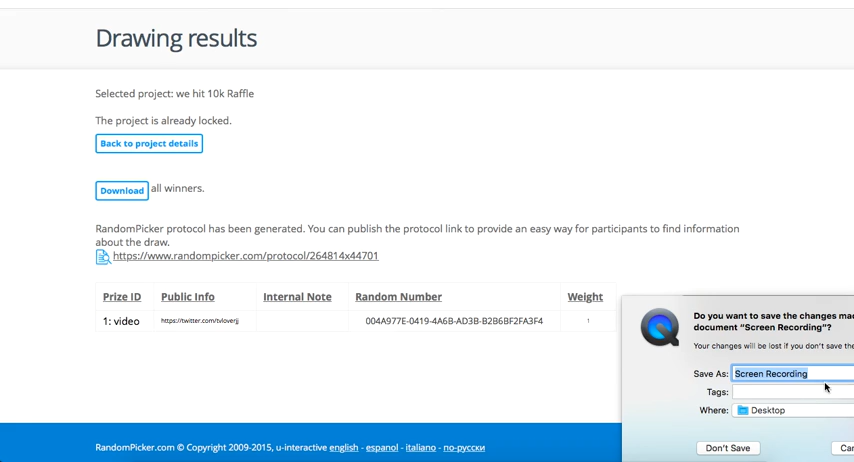 Drawing results
Selected project: we hit 10k Raffle
The project is already locked.
Back to project details
Download all winners.
RandomPicker protocol has been generated. You can publish the protocol link to provide an easy way for participants to find information
about the draw.
https://www.randompicker.com/protocol/264814x44701
Prize ID Public Info Internal Note Random Number Weight
1: video https://twitter.com/tvloverjj 004A977E-0419-4A6B-AD3B-B2B6BF2FA3F4 1
Do you want to save the changes mad
document “Screen Recording”?
Your changes will be lost if you don't save the
Save As: Screen Recording
Tags:
Where: Desktop
Don't Save Can
RandomPicker.com © Copyright 2009-2015, u-interactive english - espanol - italiano - по-русски